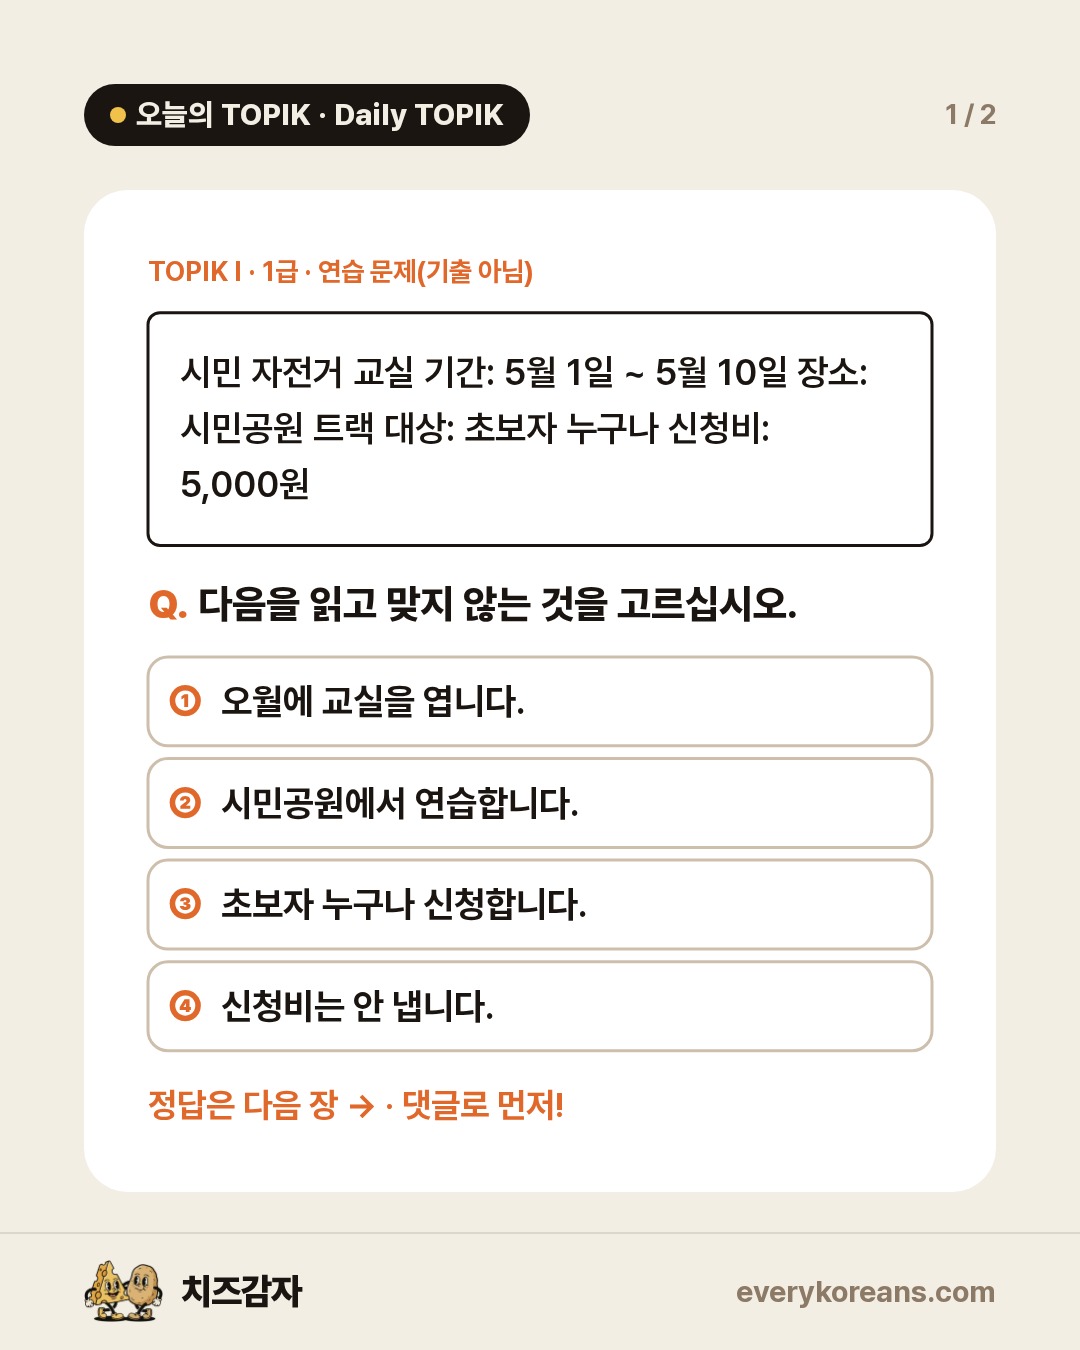 오늘의 TOPIK · Daily TOPIK
1 / 2
TOPIK I · 1급 · 연습 문제(기출 아님)
시민 자전거 교실 기간: 5월 1일 ~ 5월 10일 장소:
시민공원 트랙 대상: 초보자 누구나 신청비:
5,000원
Q. 다음을 읽고 맞지 않는 것을 고르십시오.
① 오월에 교실을 엽니다.
② 시민공원에서 연습합니다.
③ 초보자 누구나 신청합니다.
④ 신청비는 안 냅니다.
정답은 다음 장 → · 댓글로 먼저!
치즈감자
everykoreans.com